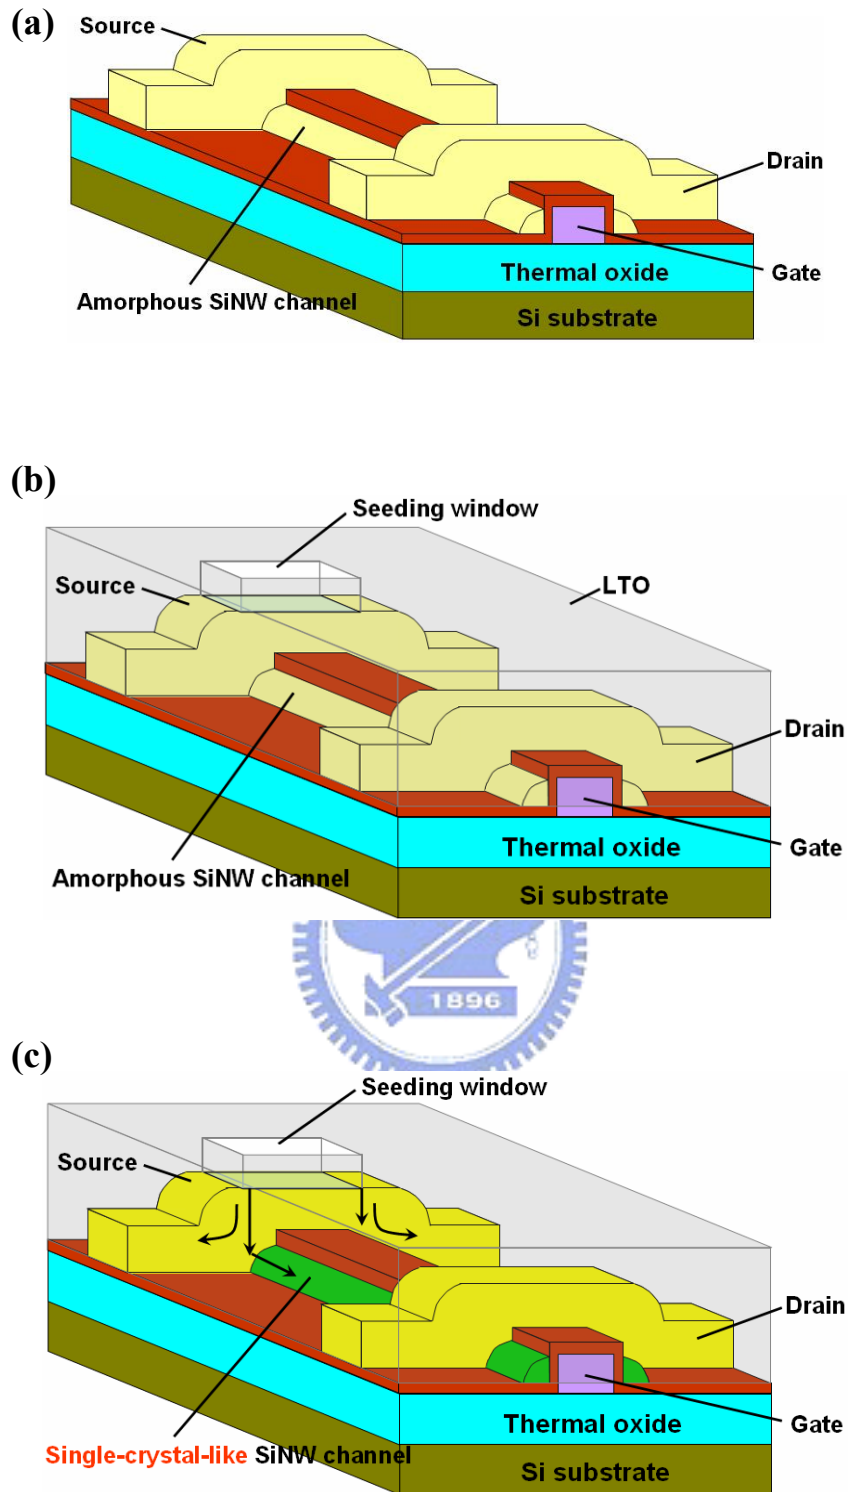 (a)
Source
Drain
Gate
Thermal oxide
Amorphous SiNW channel
Si substrate
(b)
Seeding window
Source
LTO
Drain
Thermal oxide
Gate
Amorphous SiNW channel
Si substrate
1896
(c)
Seeding window
Source
Drain
Thermal oxide
Gate
Single-crystal-like SiNW channel
Si substrate